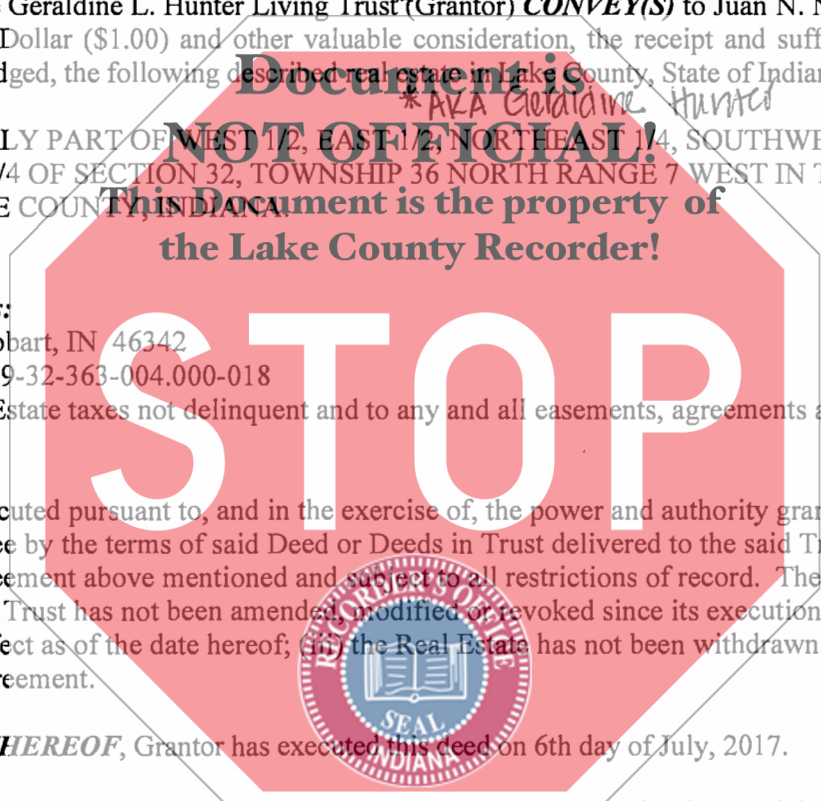 Geraldine L. Hunter Living Trust (Grantor) CONVEY(S) to Juan N. N
Dollar ($1.00) and other valuable consideration, the receipt and suff
dged, the following described real estate in Lake County, State of Indian
Document is
*AKA Geraldine Hunter
LY PART OF WEST 1/2, EAST 1/2, NORTHEAST 1/4, SOUTHWE
NOT OFFICIAL!
/4 OF SECTION 32, TOWNSHIP 36 NORTH RANGE 7 WEST IN T
E COUNTY, INDIANA.
This Document is the property of
the Lake County Recorder!
s:
obart, IN 46342
9-32-363-004.000-018
Estate taxes not delinquent and to any and all easements, agreements a
STOP
cuted pursuant to, and in the exercise of, the power and authority gran
ee by the terms of said Deed or Deeds in Trust delivered to the said Tr
eement above mentioned and subject to all restrictions of record. The
Trust has not been amended, modified or revoked since its execution
fect as of the date hereof; (iii) the Real Estate has not been withdrawn
reement.
RECORDER'S OFFICE
SEAL
INDIANA
HEREOF, Grantor has executed this deed on 6th day of July, 2017.